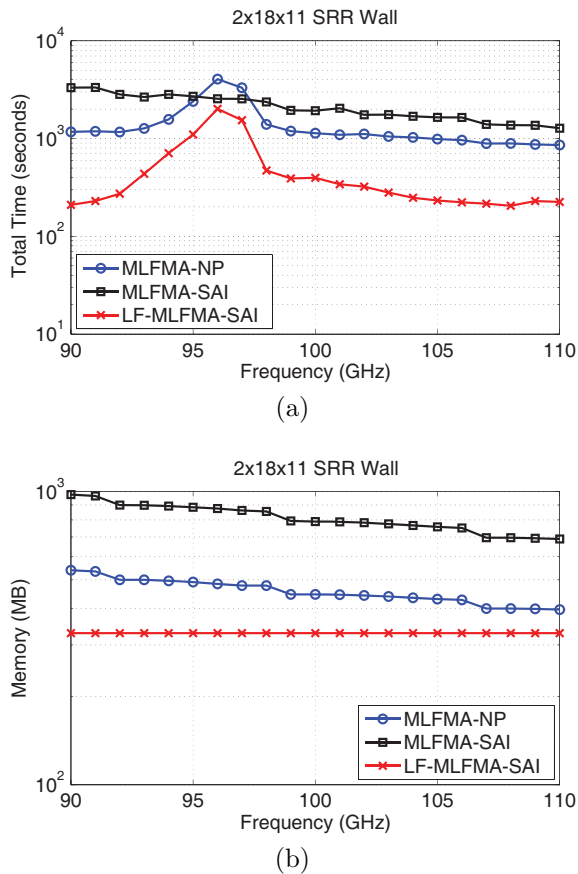 2x18x11 SRR Wall
10^4
10^3
10^2
10^1
Total Time (seconds)
MLFMA-NP
MLFMA-SAI
LF-MLFMA-SAI
90 95 100 105 110
Frequency (GHz)
(a)
2x18x11 SRR Wall
10^3
Memory (MB)
MLFMA-NP
MLFMA-SAI
LF-MLFMA-SAI
10^2
90 95 100 105 110
Frequency (GHz)
(b)